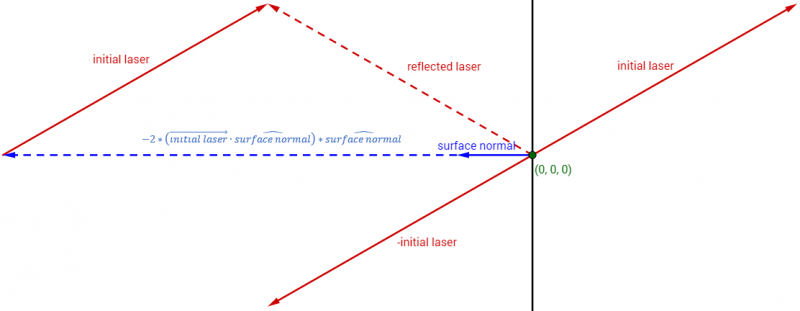 initial laser
reflected laser
initial laser
−2 ∗ (initial laser · surface normal) ∗ surface normal
surface normal
(0, 0, 0)
-initial laser